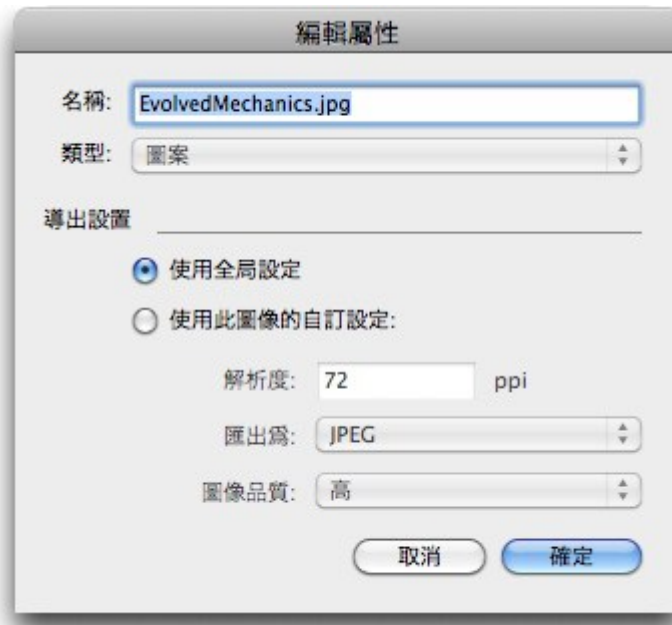 編輯屬性
名稱: EvolvedMechanics.jpg
類型: 圖案
導出設置
使用全局設定
使用此圖像的自訂設定:
解析度: 72 ppi
匯出為: JPEG
圖像品質: 高
取消 確定